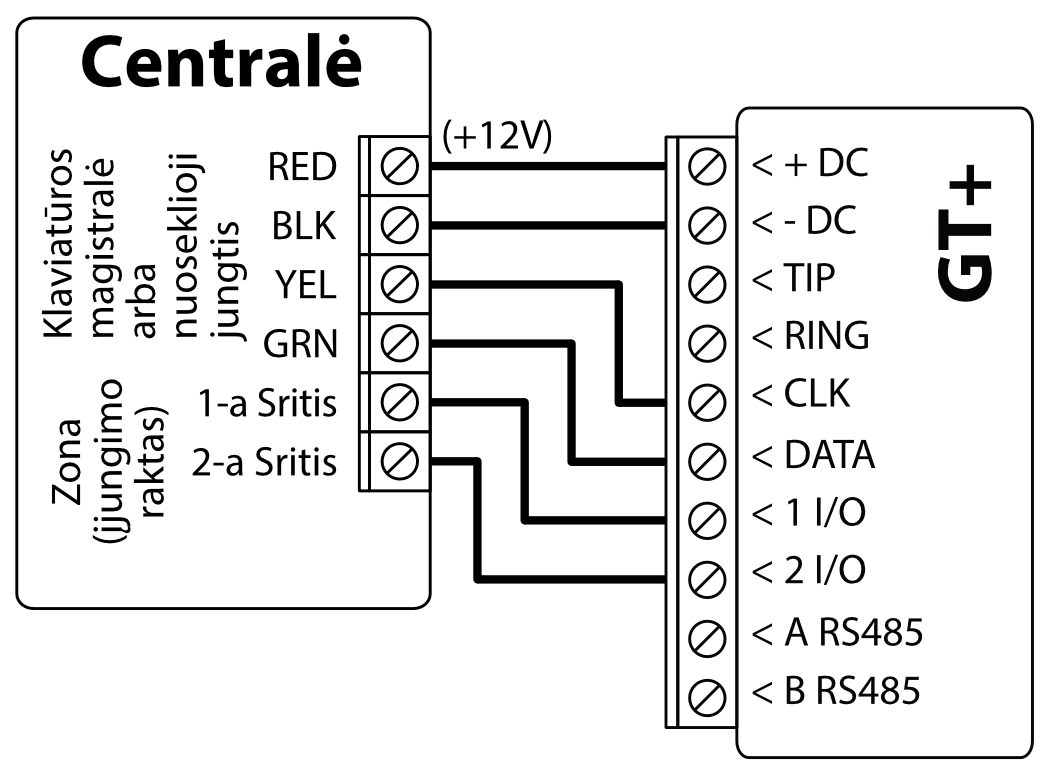 Centralė
(+12V)
Klaviatūros
magistralė
arba
nuoseklioji
jungtis
RED
BLK
YEL
GRN
Zona
(įjungimo
raktas)
1-a Sritis
2-a Sritis
GT+
< + DC
< - DC
< TIP
< RING
< CLK
< DATA
< 1 I/O
< 2 I/O
< A RS485
< B RS485